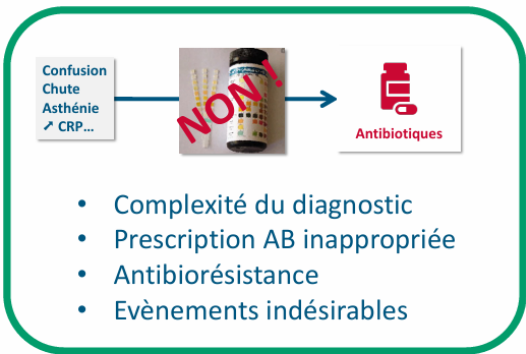 Confusion
Chute
Asthénie
↗ CRP...
NON !
Antibiotiques
• Complexité du diagnostic
• Prescription AB inappropriée
• Antibiorésistance
• Evènements indésirables